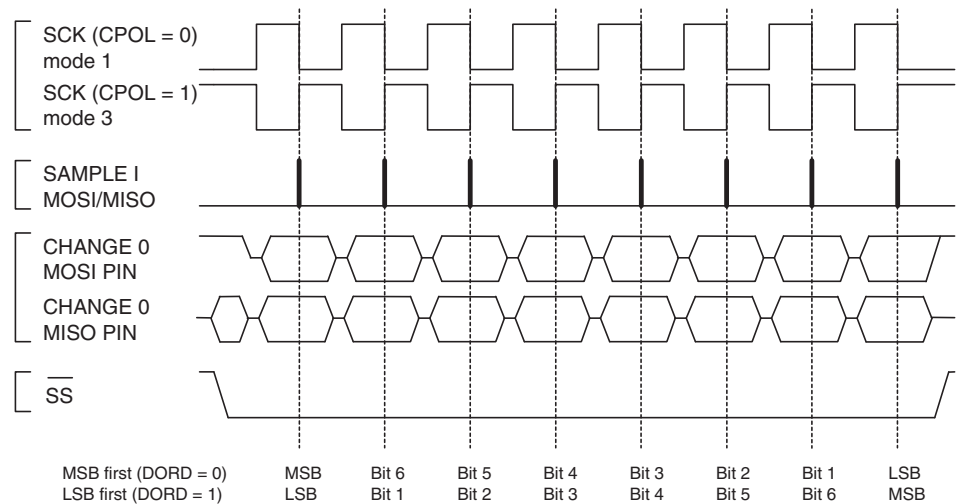 SCK (CPOL = 0)
mode 1
SCK (CPOL = 1)
mode 3
SAMPLE I
MOSI/MISO
CHANGE 0
MOSI PIN
CHANGE 0
MISO PIN
SS
MSB first (DORD = 0) MSB Bit 6 Bit 5 Bit 4 Bit 3 Bit 2 Bit 1 LSB
LSB first (DORD = 1) LSB Bit 1 Bit 2 Bit 3 Bit 4 Bit 5 Bit 6 MSB